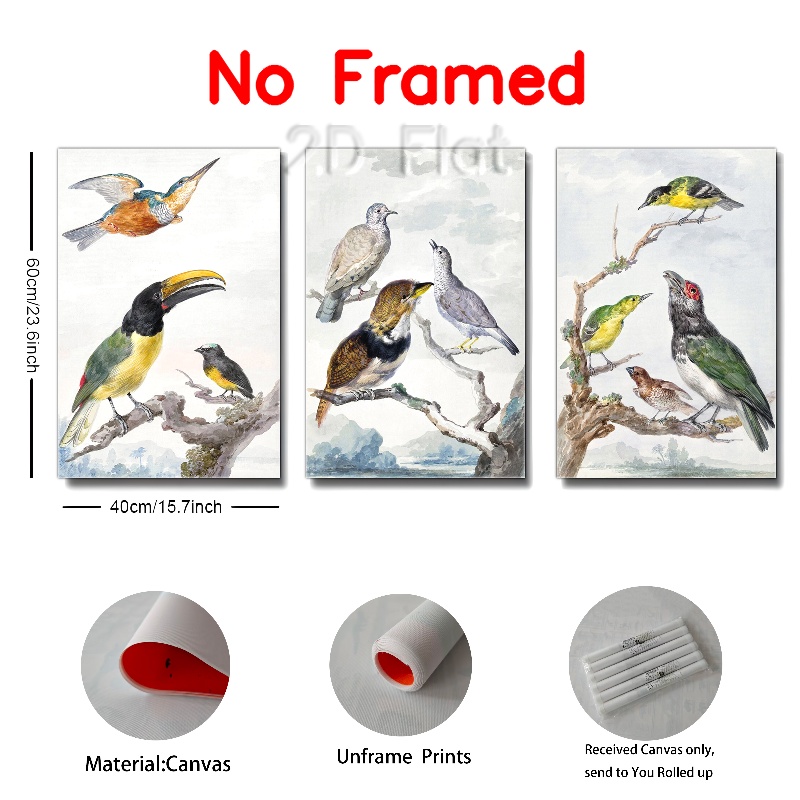 No Framed
2D Flat
60cm/23.6inch
40cm/15.7inch
Material:Canvas
Unframe Prints
Received Canvas only,
send to You Rolled up